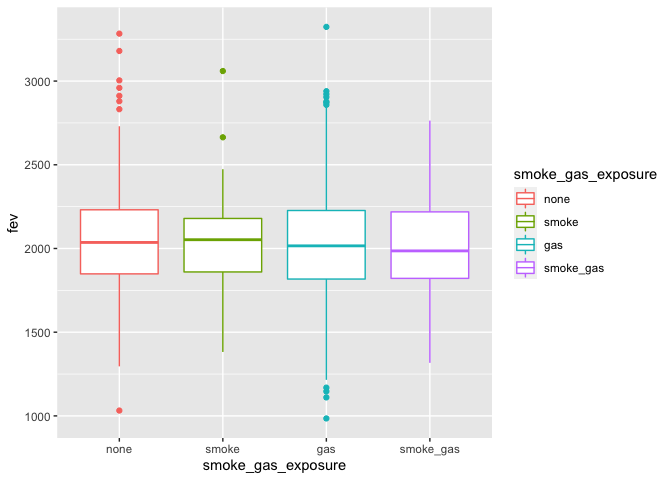 fev
3000
2500
2000
1500
1000
none smoke gas smoke_gas
smoke_gas_exposure
smoke_gas_exposure
none
smoke
gas
smoke_gas